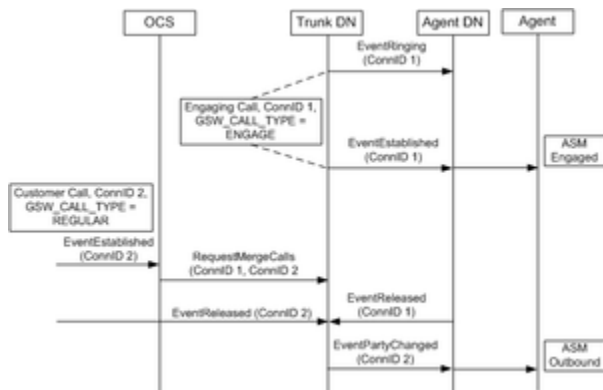 OCS
Trunk DN
Agent DN
Agent
EventRinging
(ConnID 1)
Engaging Call, ConnID 1,
GSW_CALL_TYPE =
ENGAGE
EventEstablished
(ConnID 1)
ASM
Engaged
Customer Call, ConnID 2,
GSW_CALL_TYPE =
REGULAR
EventEstablished
(ConnID 2)
RequestMergeCalls
(ConnID 1, ConnID 2
EventReleased (ConnID 2)
EventReleased
(ConnID 1)
EventPartyChanged
(ConnID 2)
ASM
Outbound